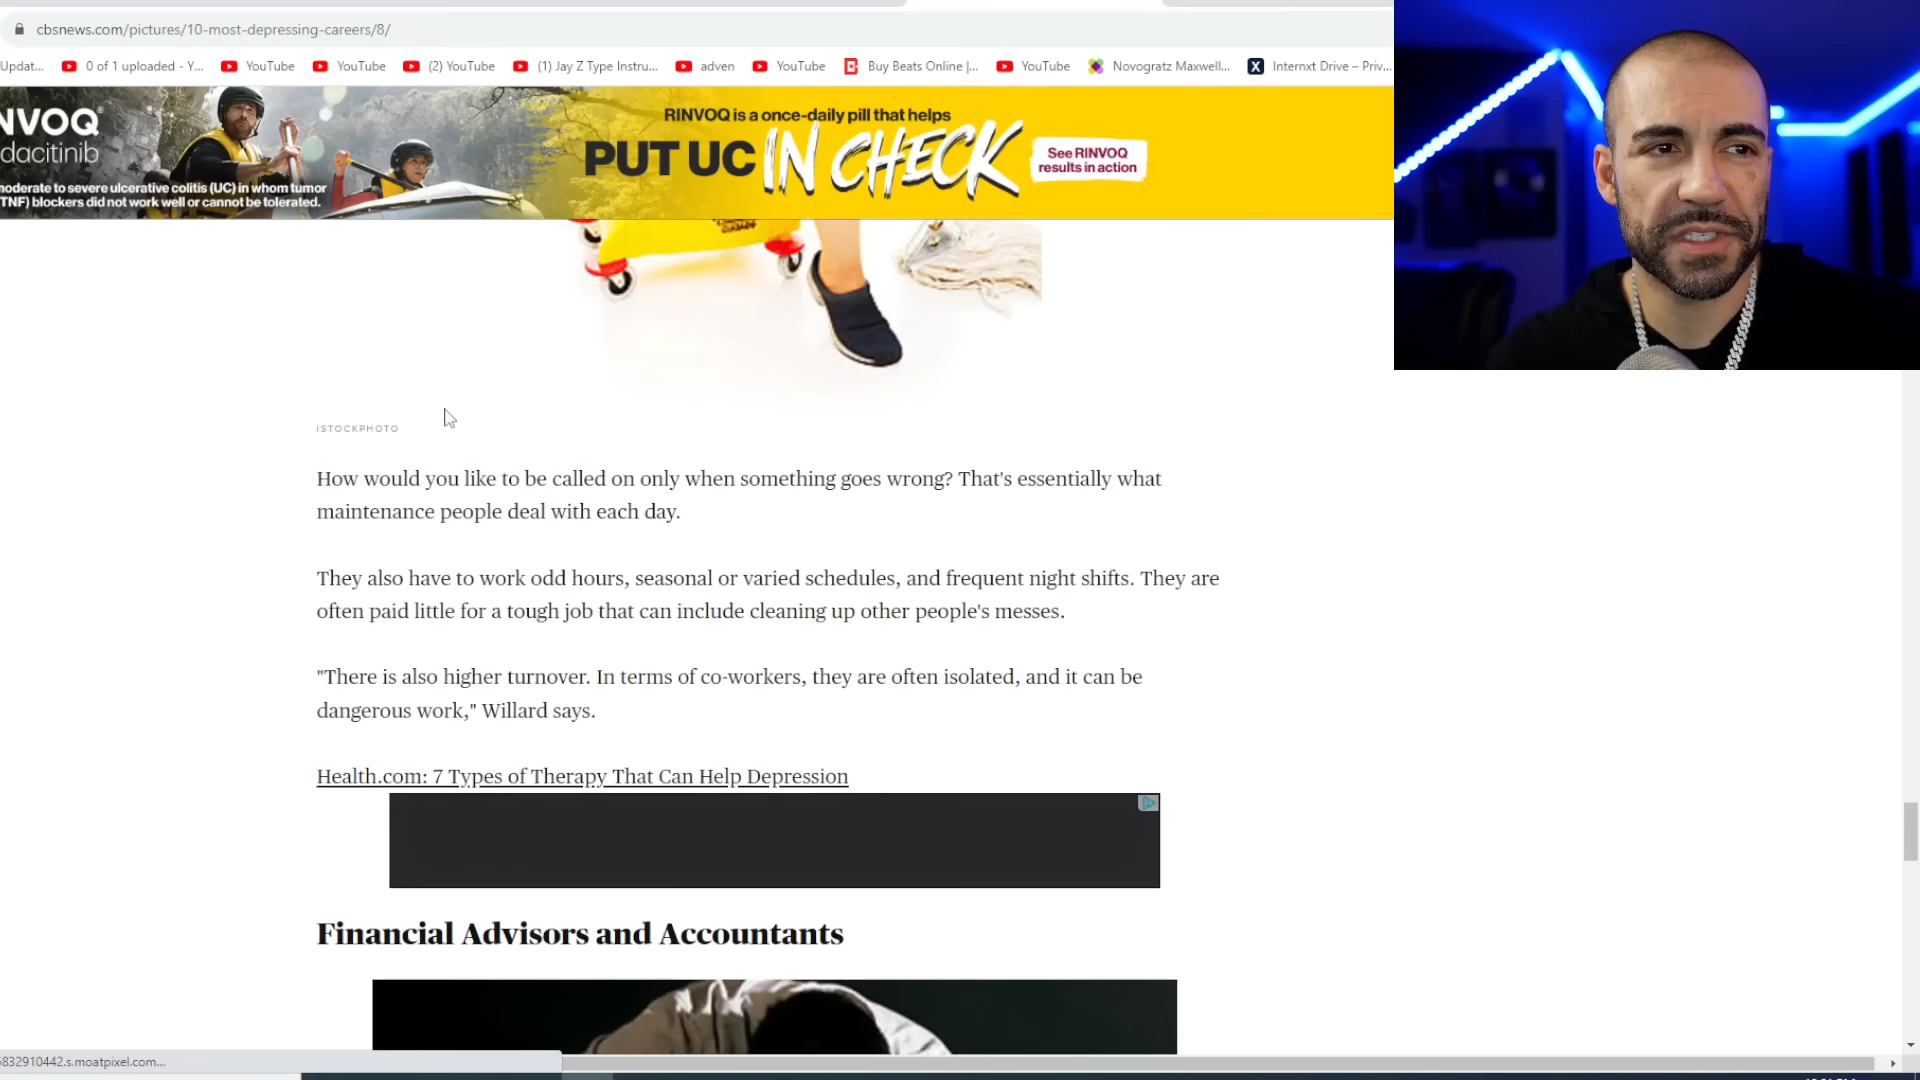 cbsnews.com/pictures/10-most-depressing-careers/8/
Updat...
0 of 1 uploaded - Y...
YouTube
YouTube
(2) YouTube
(1) Jay Z Type Instru...
adven
YouTube
Buy Beats Online |...
YouTube
Novogratz Maxwell...
Internxt Drive – Priv...
NVOQ
dacitinib
moderate to severe ulcerative colitis (UC) in whom tumor
TNF) blockers did not work well or cannot be tolerated.
RINVOQ is a once-daily pill that helps
PUT UC IN CHECK
See RINVOQ
results in action
ISTOCKPHOTO
How would you like to be called on only when something goes wrong? That's essentially what
maintenance people deal with each day.
They also have to work odd hours, seasonal or varied schedules, and frequent night shifts. They are
often paid little for a tough job that can include cleaning up other people's messes.
"There is also higher turnover. In terms of co-workers, they are often isolated, and it can be
dangerous work," Willard says.
Health.com: 7 Types of Therapy That Can Help Depression
Financial Advisors and Accountants
5832910442.s.moatpixel.com...